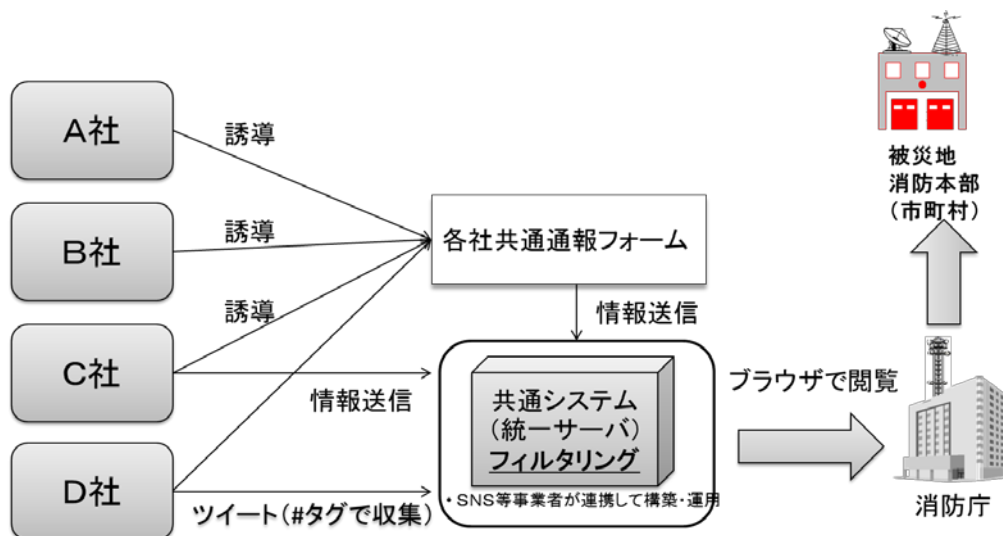 A社
誘導
B社
誘導
C社
誘導
情報送信
D社
ツイート(#タグで収集)
各社共通通報フォーム
情報送信
共通システム
(統一サーバ)
フィルタリング
・SNS等事業者が連携して構築・運用
ブラウザで閲覧
被災地
消防本部
(市町村)
消防庁